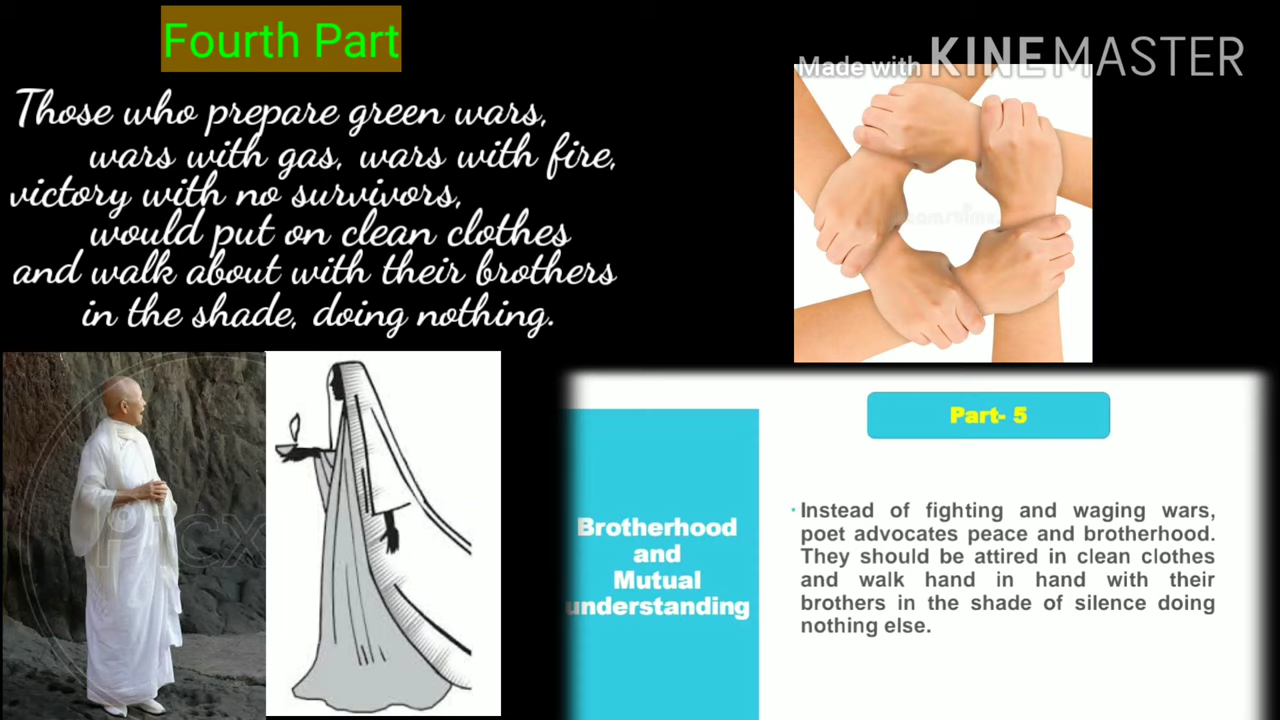 Fourth Part
Made with KINEMASTER
Those who prepare green wars,
wars with gas, wars with fire,
victory with no survivors,
would put on clean clothes
and walk about with their brothers
in the shade, doing nothing.
Part- 5
Brotherhood
and
Mutual
understanding
· Instead of fighting and waging wars,
poet advocates peace and brotherhood.
They should be attired in clean clothes
and walk hand in hand with their
brothers in the shade of silence doing
nothing else.